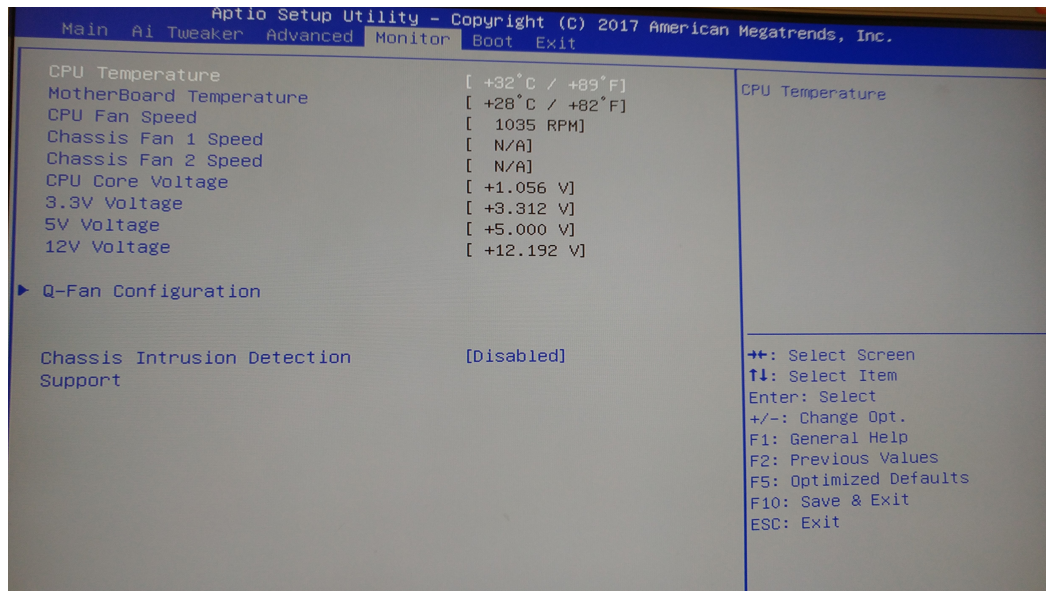 Aptio Setup Utility – Copyright (C) 2017 American Megatrends, Inc.
Main Ai Tweaker Advanced Monitor Boot Exit
CPU Temperature [ +32°C / +89°F]
MotherBoard Temperature [ +28°C / +82°F]
CPU Fan Speed [ 1035 RPM]
Chassis Fan 1 Speed [ N/A]
Chassis Fan 2 Speed [ N/A]
CPU Core Voltage [ +1.056 V]
3.3V Voltage [ +3.312 V]
5V Voltage [ +5.000 V]
12V Voltage [ +12.192 V]
Q-Fan Configuration
Chassis Intrusion Detection [Disabled]
Support
CPU Temperature
→←: Select Screen
↑↓: Select Item
Enter: Select
+/-: Change Opt.
F1: General Help
F2: Previous Values
F5: Optimized Defaults
F10: Save & Exit
ESC: Exit